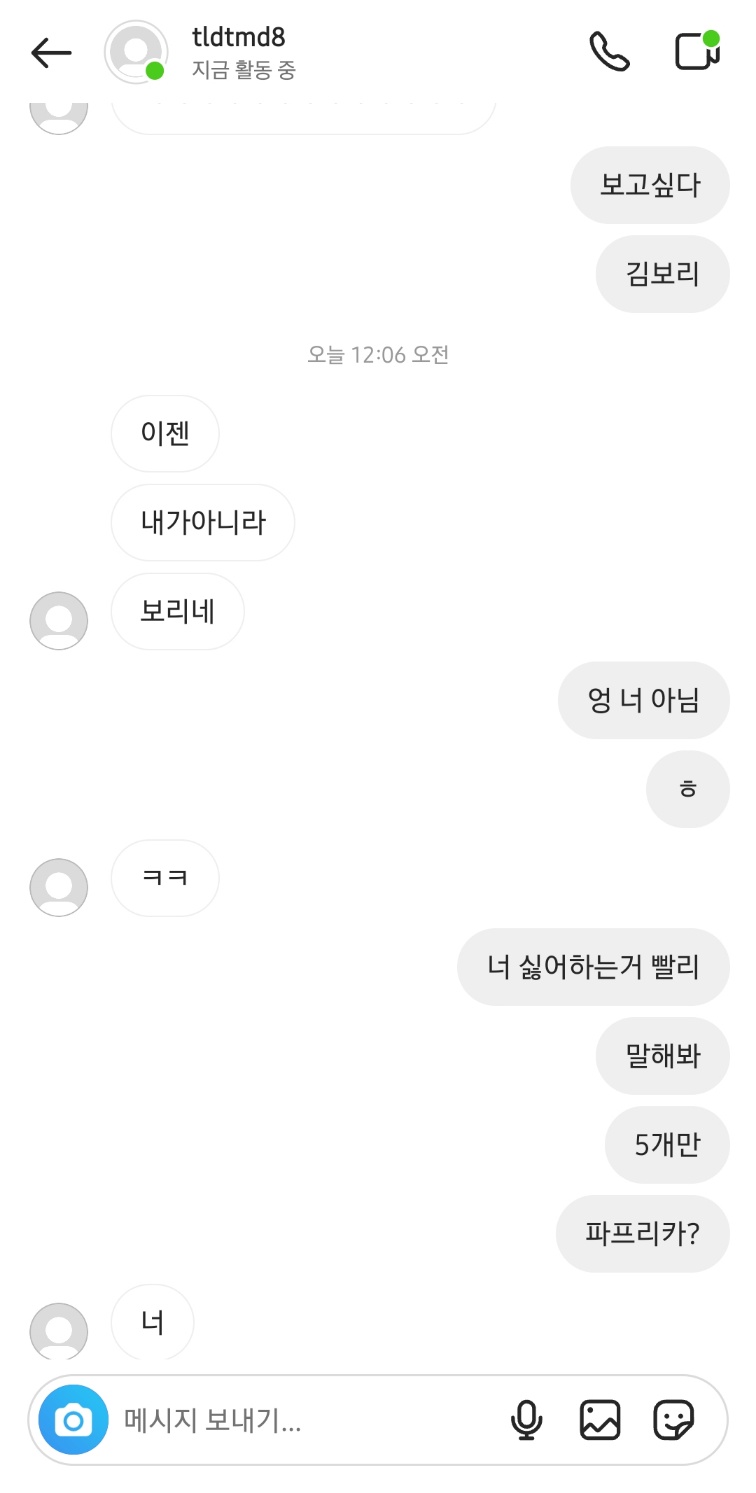 tldtmd8
지금 활동 중
보고싶다
김보리
오늘 12:06 오전
이젠
내가아니라
보리네
엉 너 아님
ㅎ
ㅋㅋ
너 싫어하는거 빨리
말해봐
5개만
파프리카?
너
메시지 보내기...